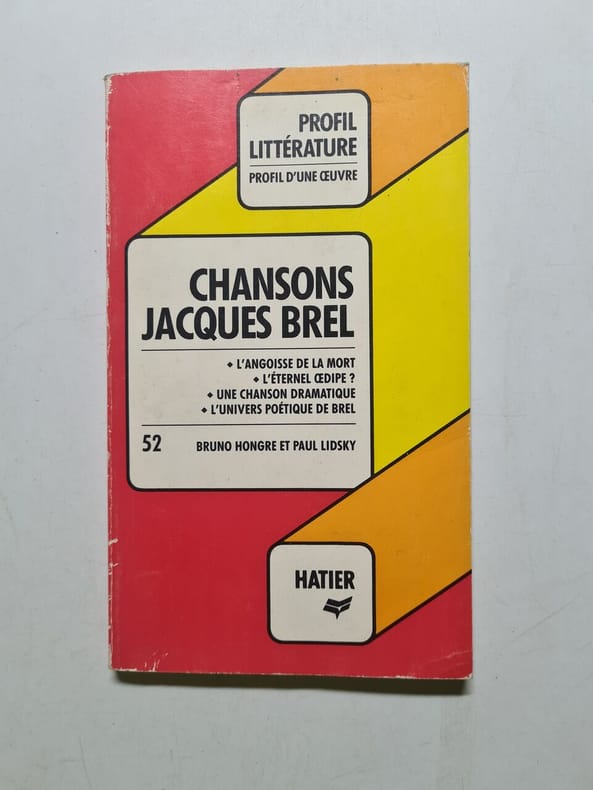 PROFIL
LITTÉRATURE
PROFIL D'UNE ŒUVRE
CHANSONS
JACQUES BREL
◆ L'ANGOISSE DE LA MORT
◆ L'ÉTERNEL ŒDIPE ?
◆ UNE CHANSON DRAMATIQUE
◆ L'UNIVERS POÉTIQUE DE BREL
52 BRUNO HONGRE ET PAUL LIDSKY
HATIER